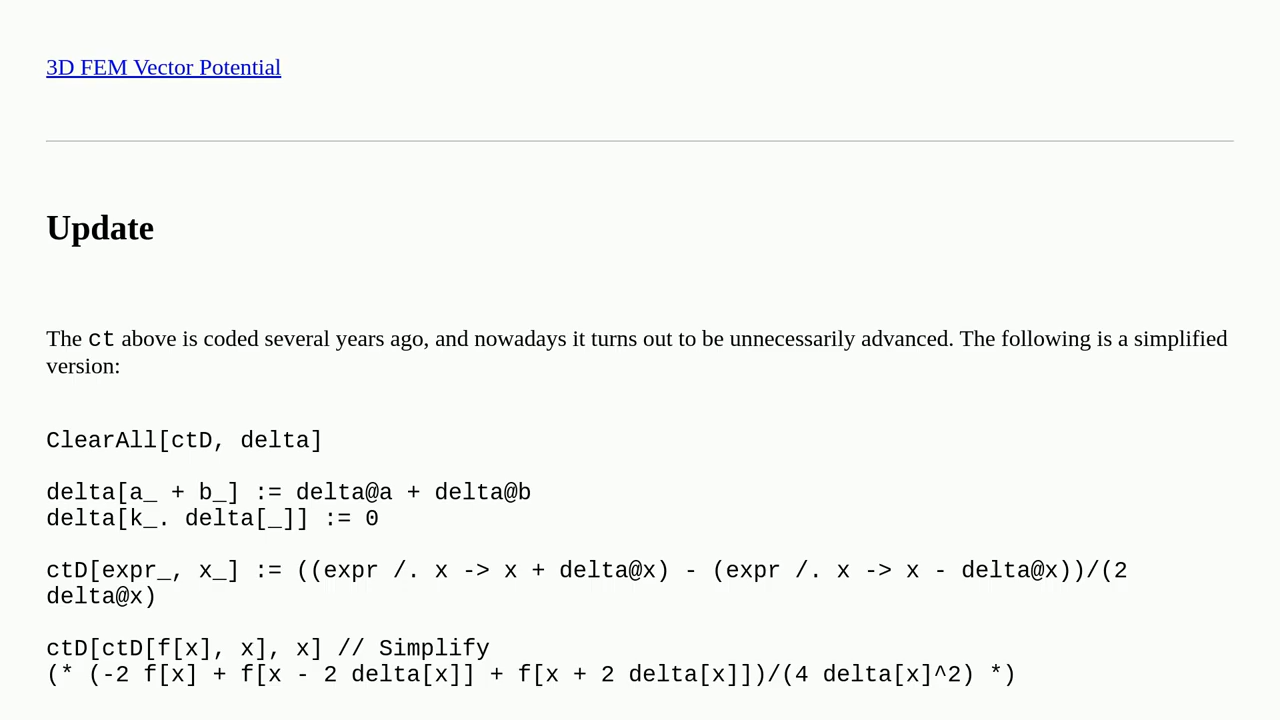 3D FEM Vector Potential
Update
The ct above is coded several years ago, and nowadays it turns out to be unnecessarily advanced. The following is a simplified
version:
ClearAll[ctD, delta]
delta[a_ + b_] := delta@a + delta@b
delta[k_. delta[_]] := 0
ctD[expr_, x_] := ((expr /. x -> x + delta@x) - (expr /. x -> x - delta@x))/(2
delta@x)
ctD[ctD[f[x], x], x] // Simplify
(* (-2 f[x] + f[x - 2 delta[x]] + f[x + 2 delta[x]])/(4 delta[x]^2) *)